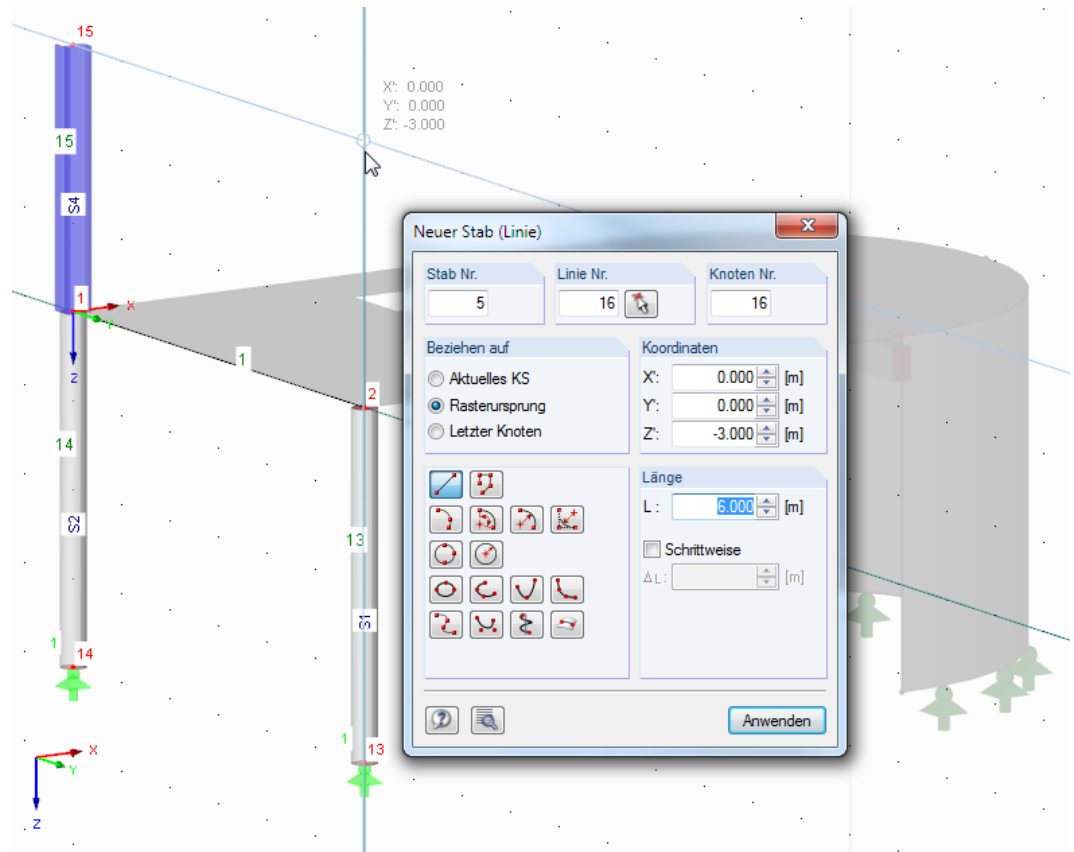 15
X': 0.000
Y': 0.000
Z': -3.000
15
S4
1
X
Y
Z
1
2
14
S2
13
S1
1
14
1
13
X
Y
Z
Neuer Stab (Linie)
Stab Nr.
Linie Nr.
Knoten Nr.
5
16
16
Beziehen auf
Koordinaten
Aktuelles KS
X': 0.000 [m]
Rasterursprung
Y': 0.000 [m]
Letzter Knoten
Z': -3.000 [m]
Länge
L : 6.000 [m]
Schrittweise
ΔL: [m]
Anwenden